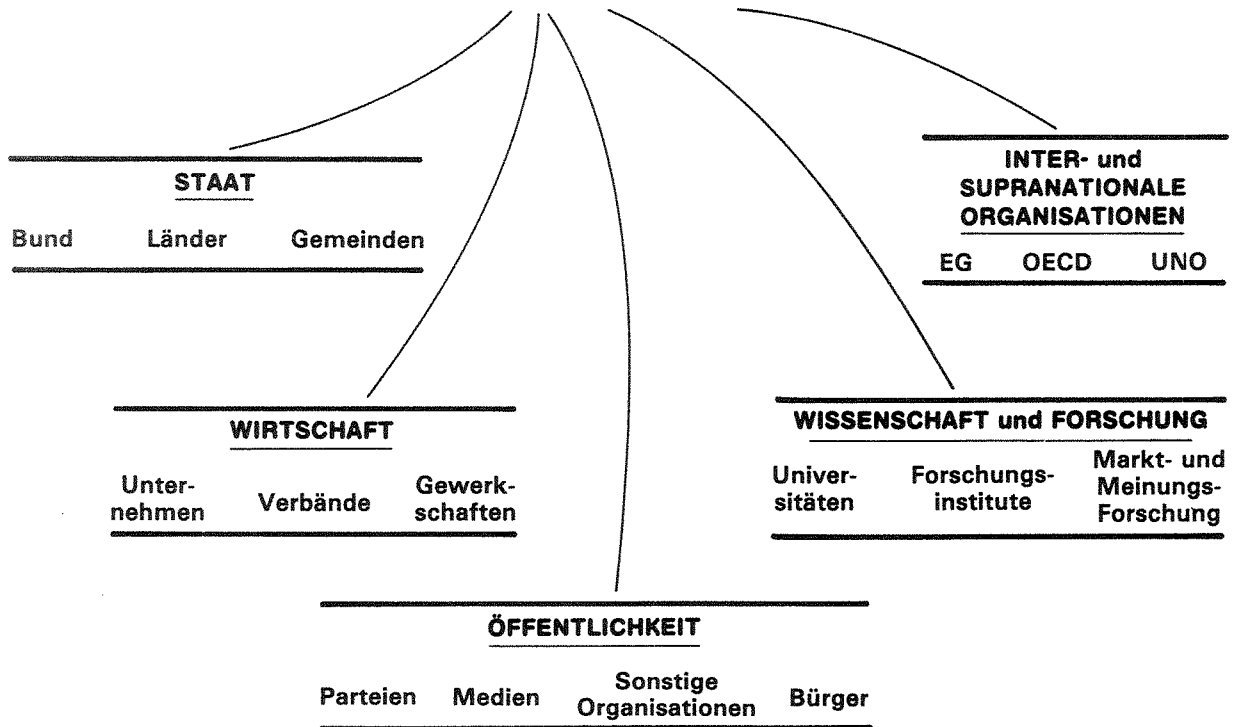 STAAT
Bund Länder Gemeinden
INTER- und
SUPRANATIONALE
ORGANISATIONEN
EG OECD UNO
WIRTSCHAFT
Unter-
nehmen
Verbände
Gewerk-
schaften
WISSENSCHAFT und FORSCHUNG
Univer-
sitäten
Forschungs-
institute
Markt- und
Meinungs-
Forschung
ÖFFENTLICHKEIT
Parteien
Medien
Sonstige
Organisationen
Bürger